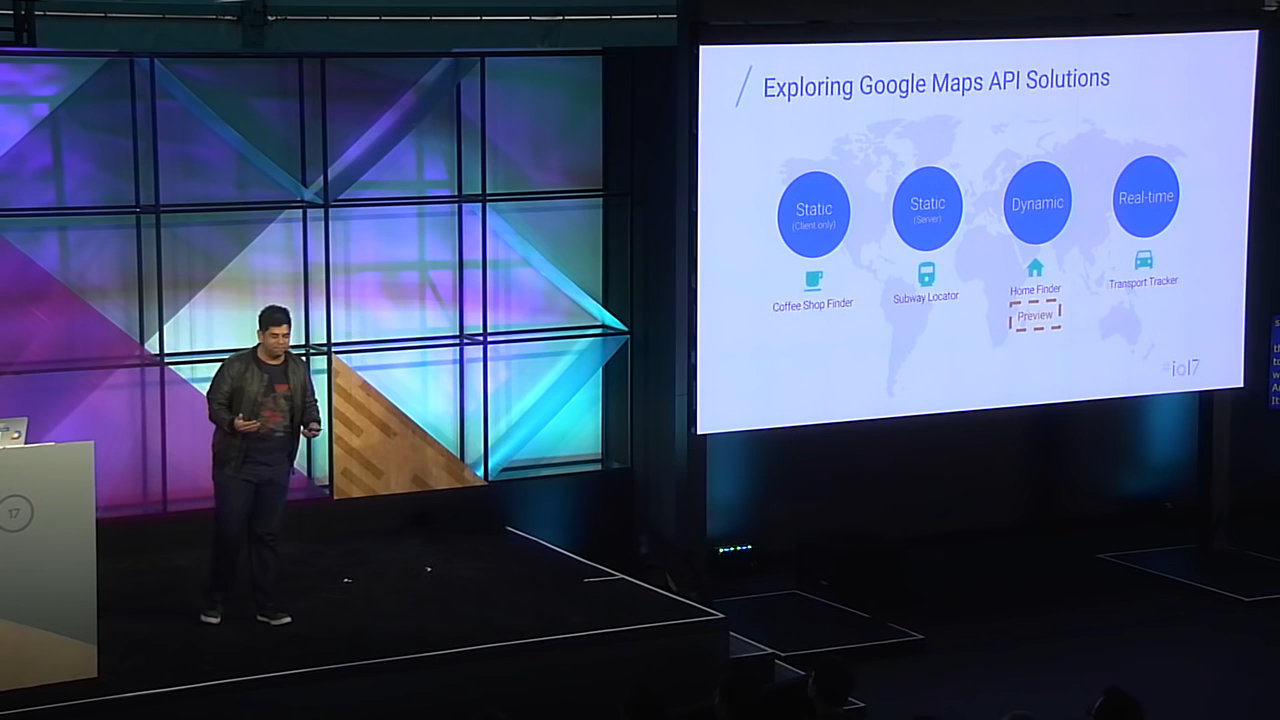 Exploring Google Maps API Solutions
Static
(Client only)
Coffee Shop Finder
Static
(Server)
Subway Locator
Dynamic
Home Finder
Preview
Real-time
Transport Tracker
#io17
17